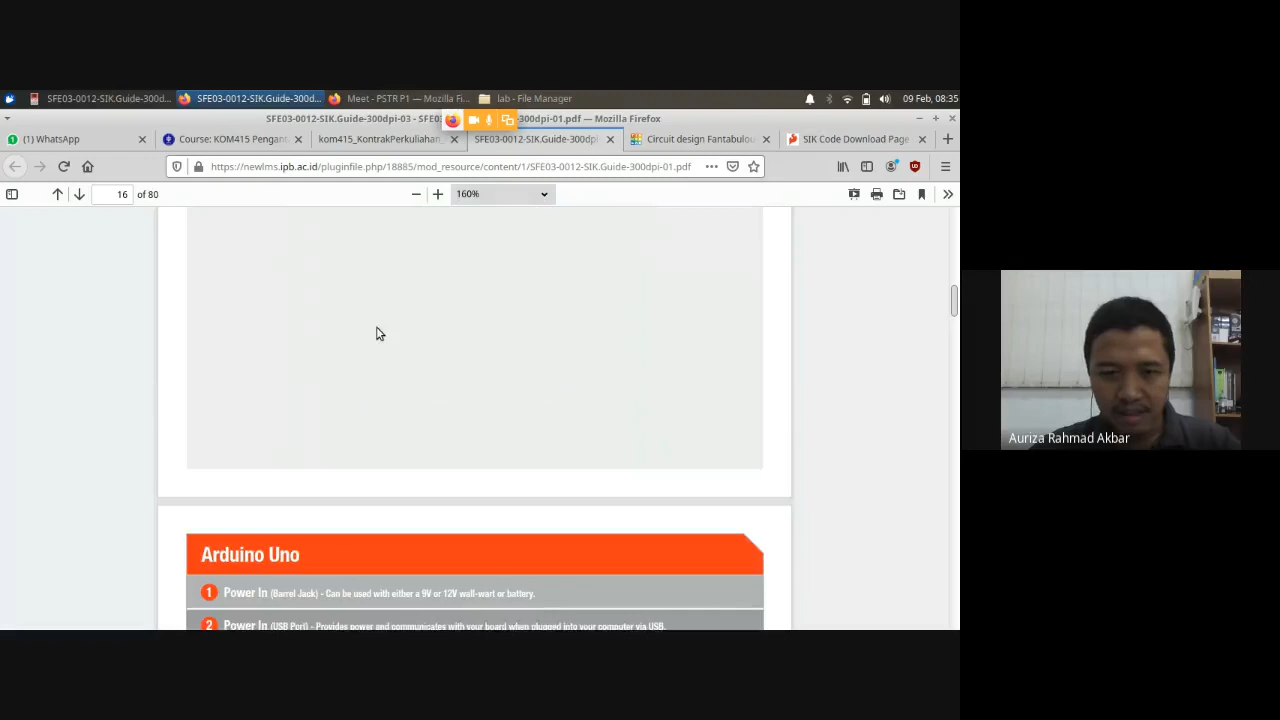 SFE03-0012-SIK.Guide-300d...
SFE03-0012-SIK.Guide-300d...
Meet - PSTR P1 — Mozilla Fi...
lab - File Manager
09 Feb, 08:35
SFE03-0012-SIK.Guide-300dpi-03 - SFE0
-300dpi-01.pdf — Mozilla Firefox
(1) WhatsApp
Course: KOM415 Pengant
kom415_KontrakPerkuliahan_
SFE03-0012-SIK.Guide-300dpi-
Circuit design Fantabulou
SIK Code Download Page
https://newlms.ipb.ac.id/pluginfile.php/18885/mod_resource/content/1/SFE03-0012-SIK.Guide-300dpi-01.pdf
16 of 80
160%
Arduino Uno
1 Power In (Barrel Jack) - Can be used with either a 9V or 12V wall-wart or battery.
2 Power In (USB Port) - Provides power and communicates with your board when plugged into your computer via USB.
Auriza Rahmad Akbar